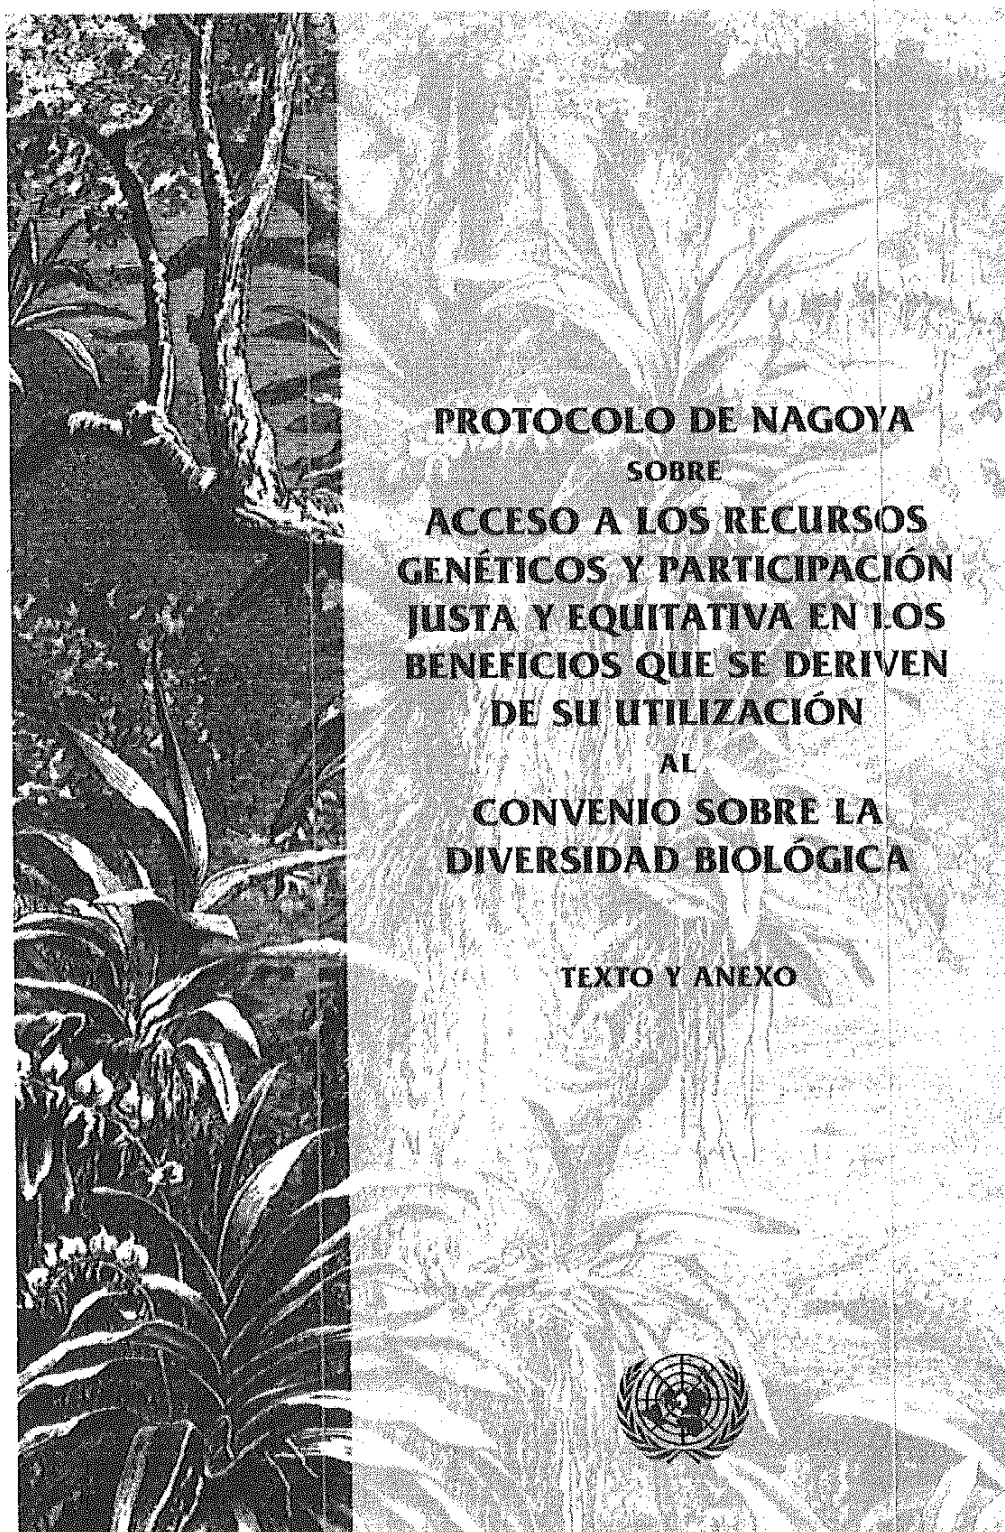 PROTOCOLO DE NAGOYA
SOBRE
ACCESO A LOS RECURSOS
GENÉTICOS Y PARTICIPACIÓN
JUSTA Y EQUITATIVA EN LOS
BENEFICIOS QUE SE DERIVEN
DE SU UTILIZACIÓN
AL
CONVENIO SOBRE LA
DIVERSIDAD BIOLÓGICA
TEXTO Y ANEXO